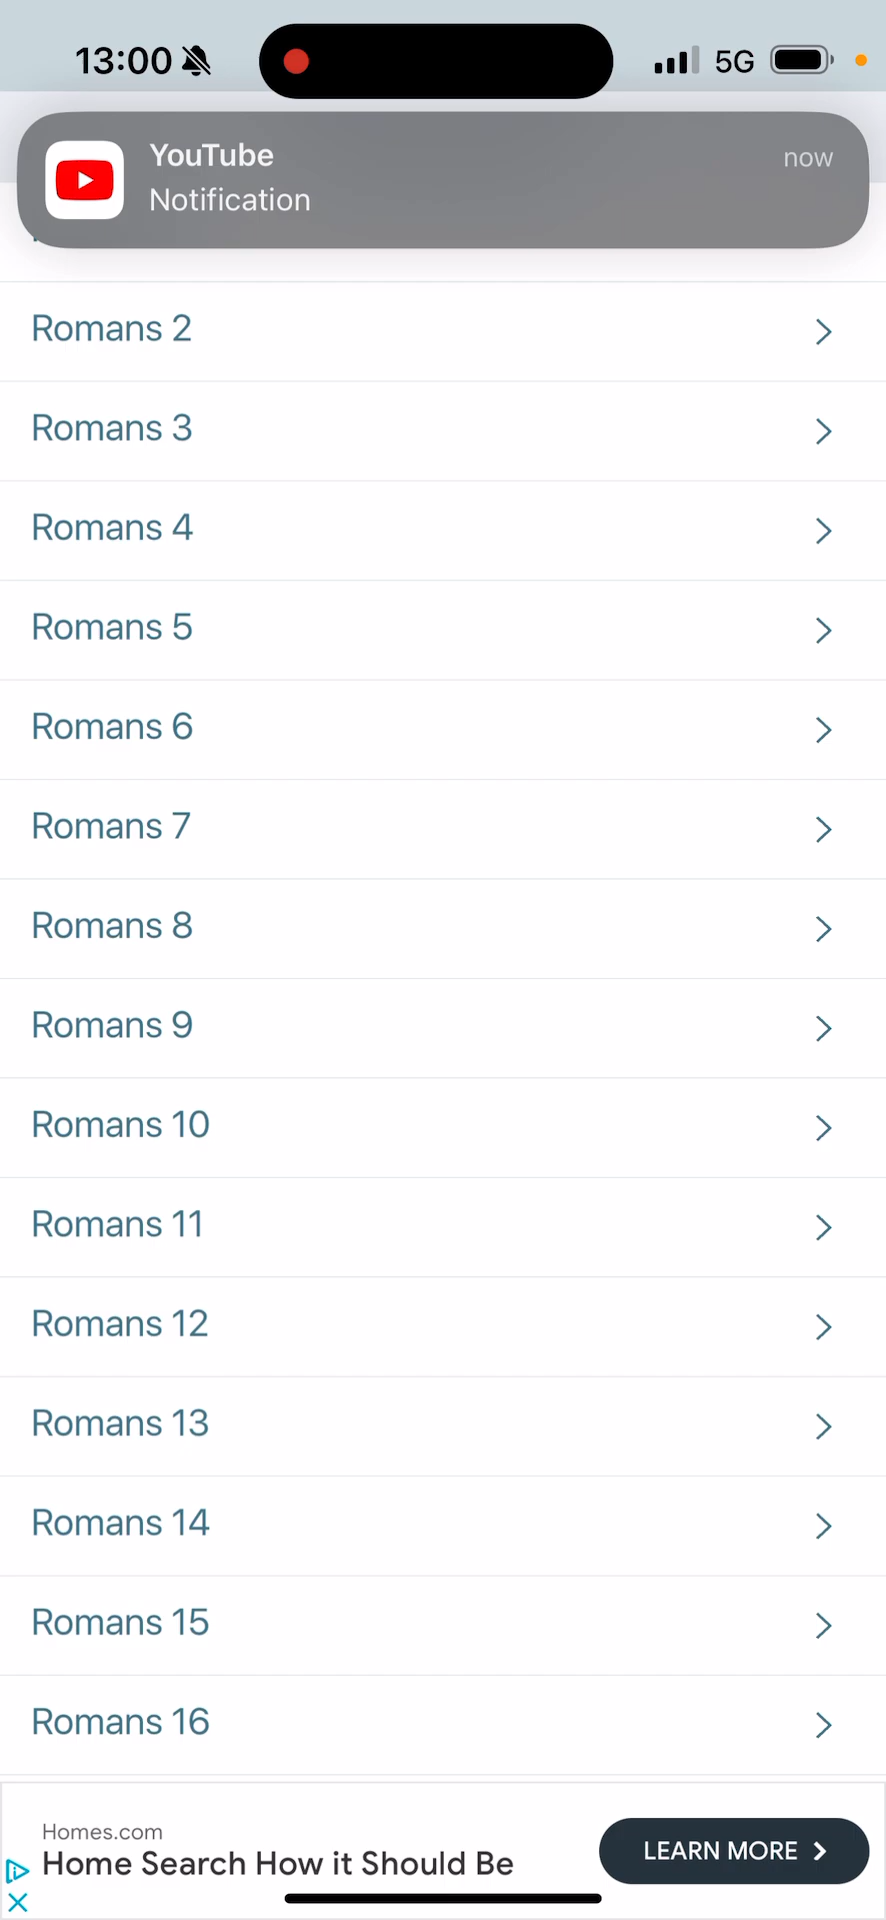 13:00
5G
YouTube
now
Notification
Romans 2
Romans 3
Romans 4
Romans 5
Romans 6
Romans 7
Romans 8
Romans 9
Romans 10
Romans 11
Romans 12
Romans 13
Romans 14
Romans 15
Romans 16
Homes.com
Home Search How it Should Be
LEARN MORE